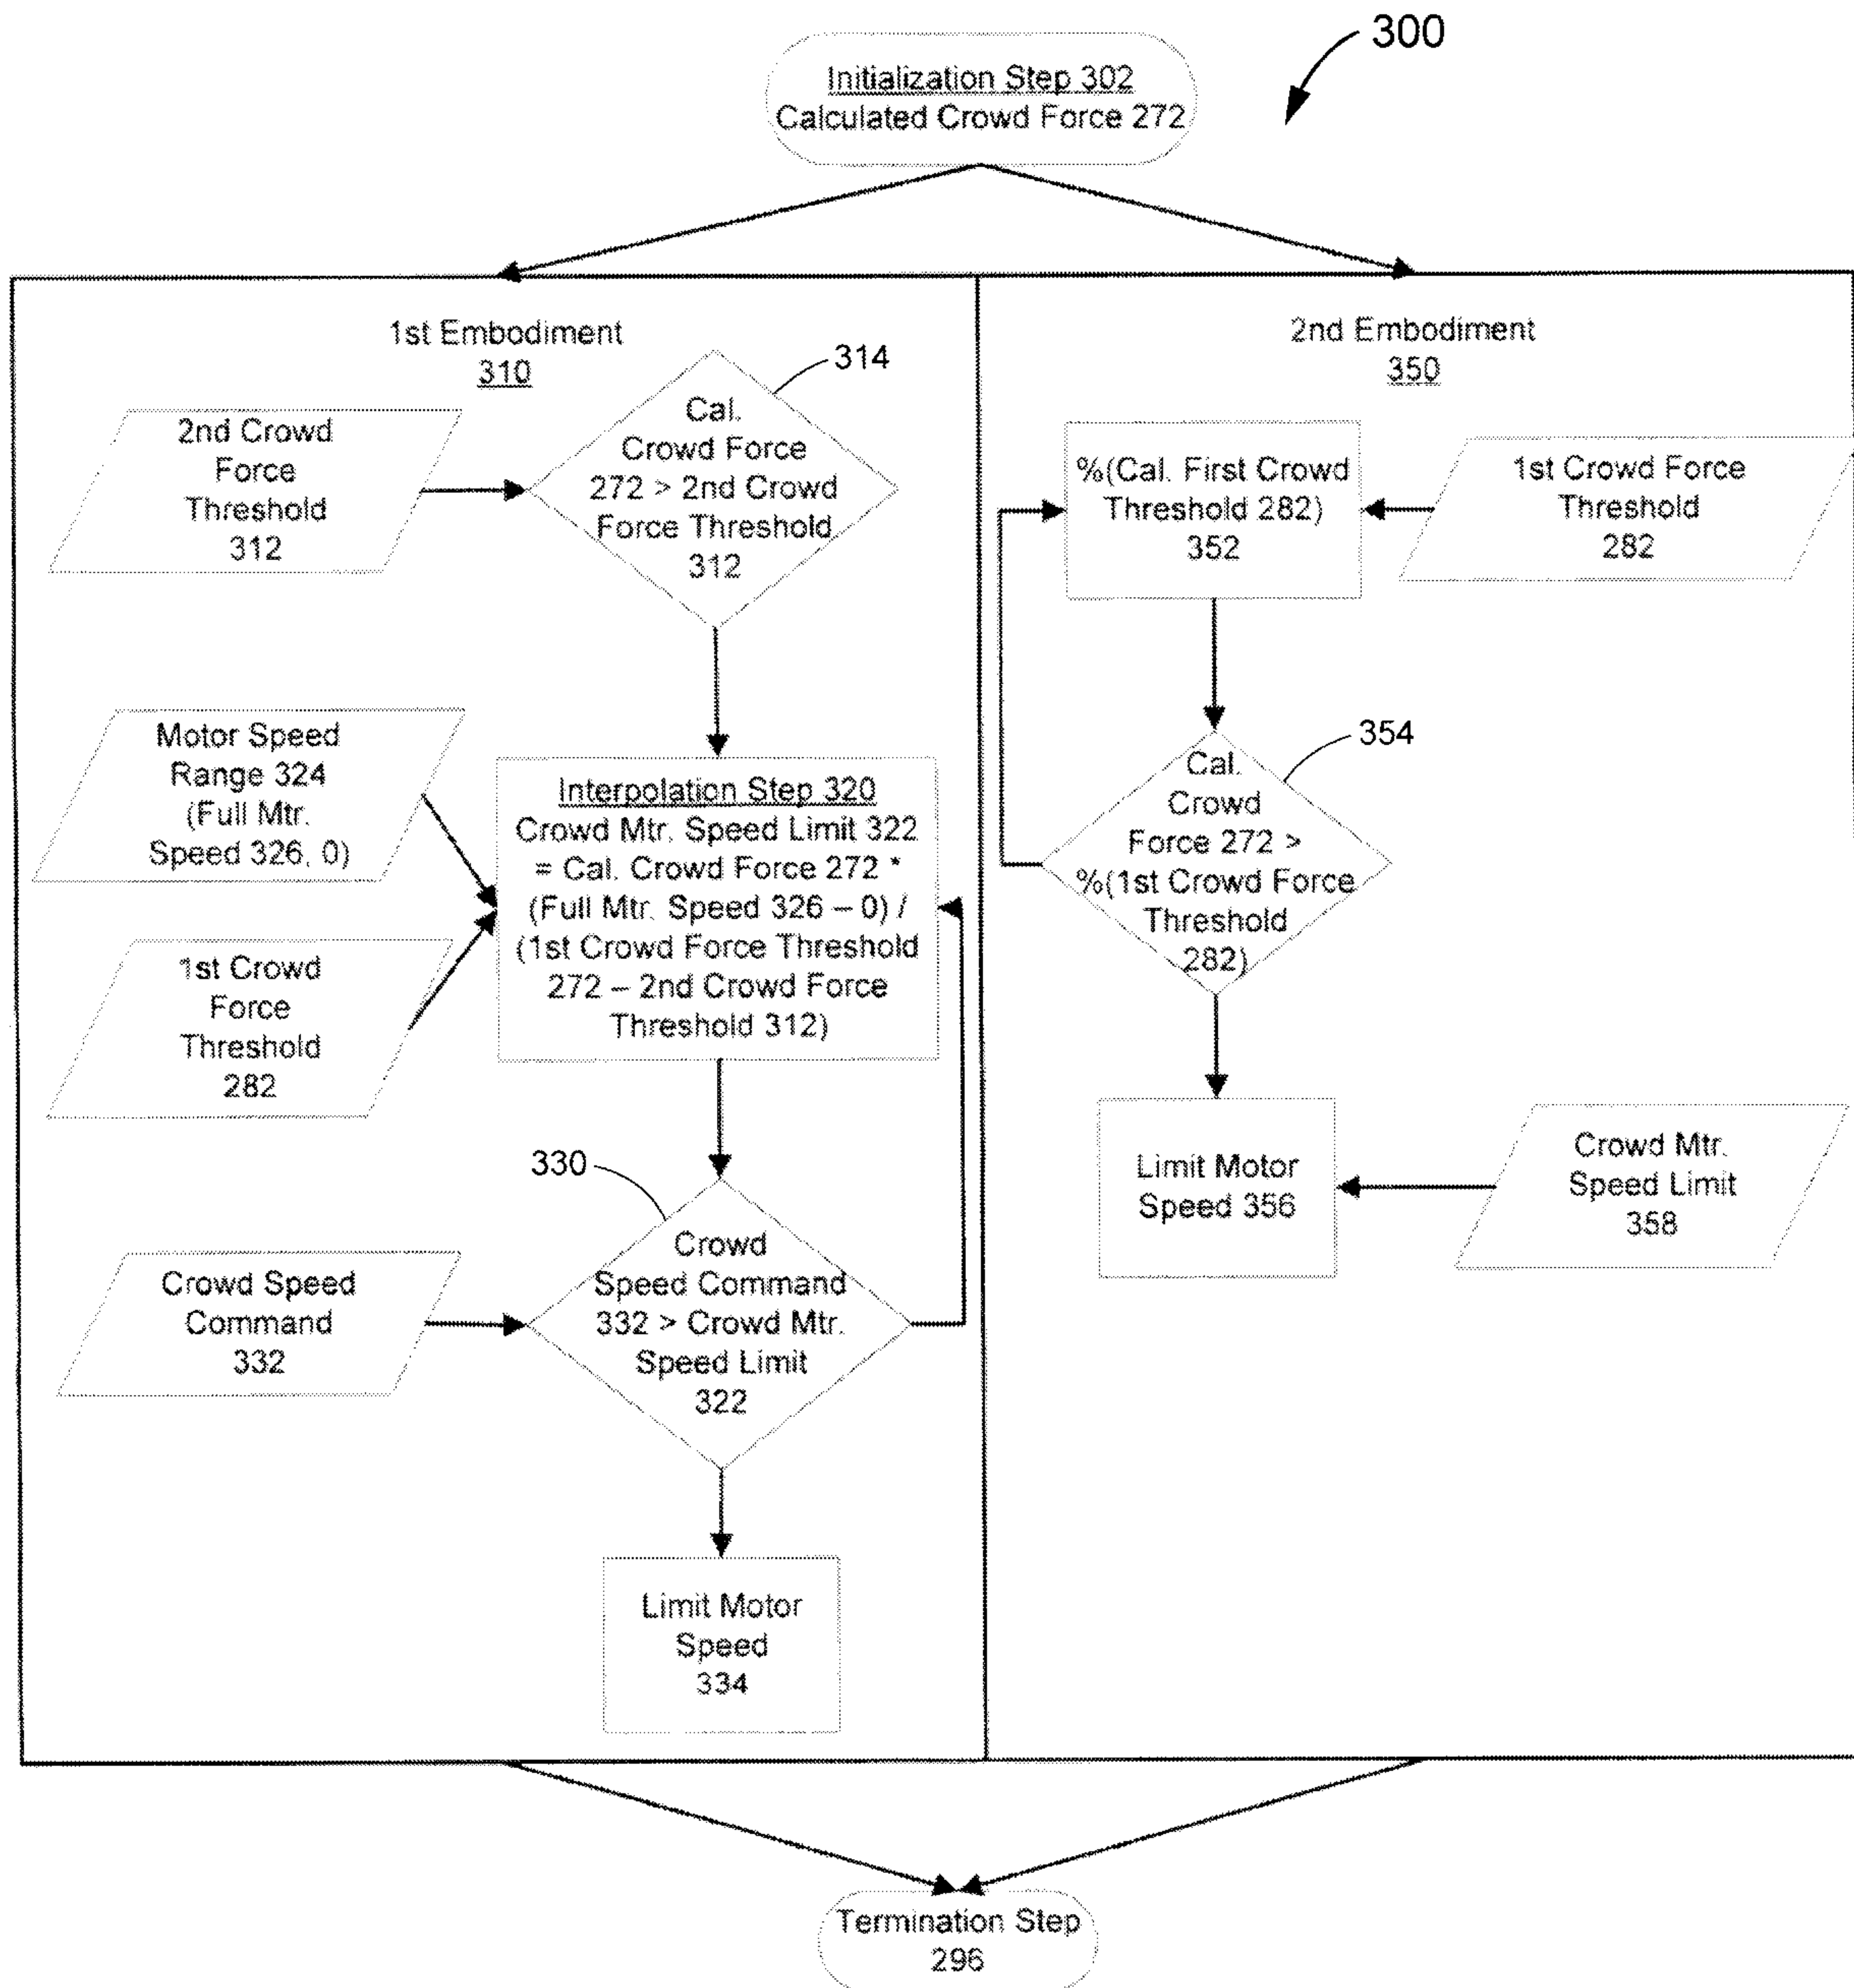 300
Initialization Step 302
Calculated Crowd Force 272
1st Embodiment
310
314
2nd Crowd
Force
Threshold
312
Cal.
Crowd Force
272 > 2nd Crowd
Force Threshold
312
Motor Speed
Range 324
(Full Mtr.
Speed 326, 0)
Interpolation Step 320
Crowd Mtr. Speed Limit 322
= Cal. Crowd Force 272 *
(Full Mtr. Speed 326 – 0) /
(1st Crowd Force Threshold
272 – 2nd Crowd Force
Threshold 312)
1st Crowd
Force
Threshold
282
330
Crowd Speed
Command
332
Crowd
Speed Command
332 > Crowd Mtr.
Speed Limit
322
Limit Motor
Speed
334
2nd Embodiment
350
%(Cal. First Crowd
Threshold 282)
352
1st Crowd Force
Threshold
282
354
Cal.
Crowd
Force 272 >
%(1st Crowd Force
Threshold
282)
Limit Motor
Speed 356
Crowd Mtr.
Speed Limit
358
Termination Step
296